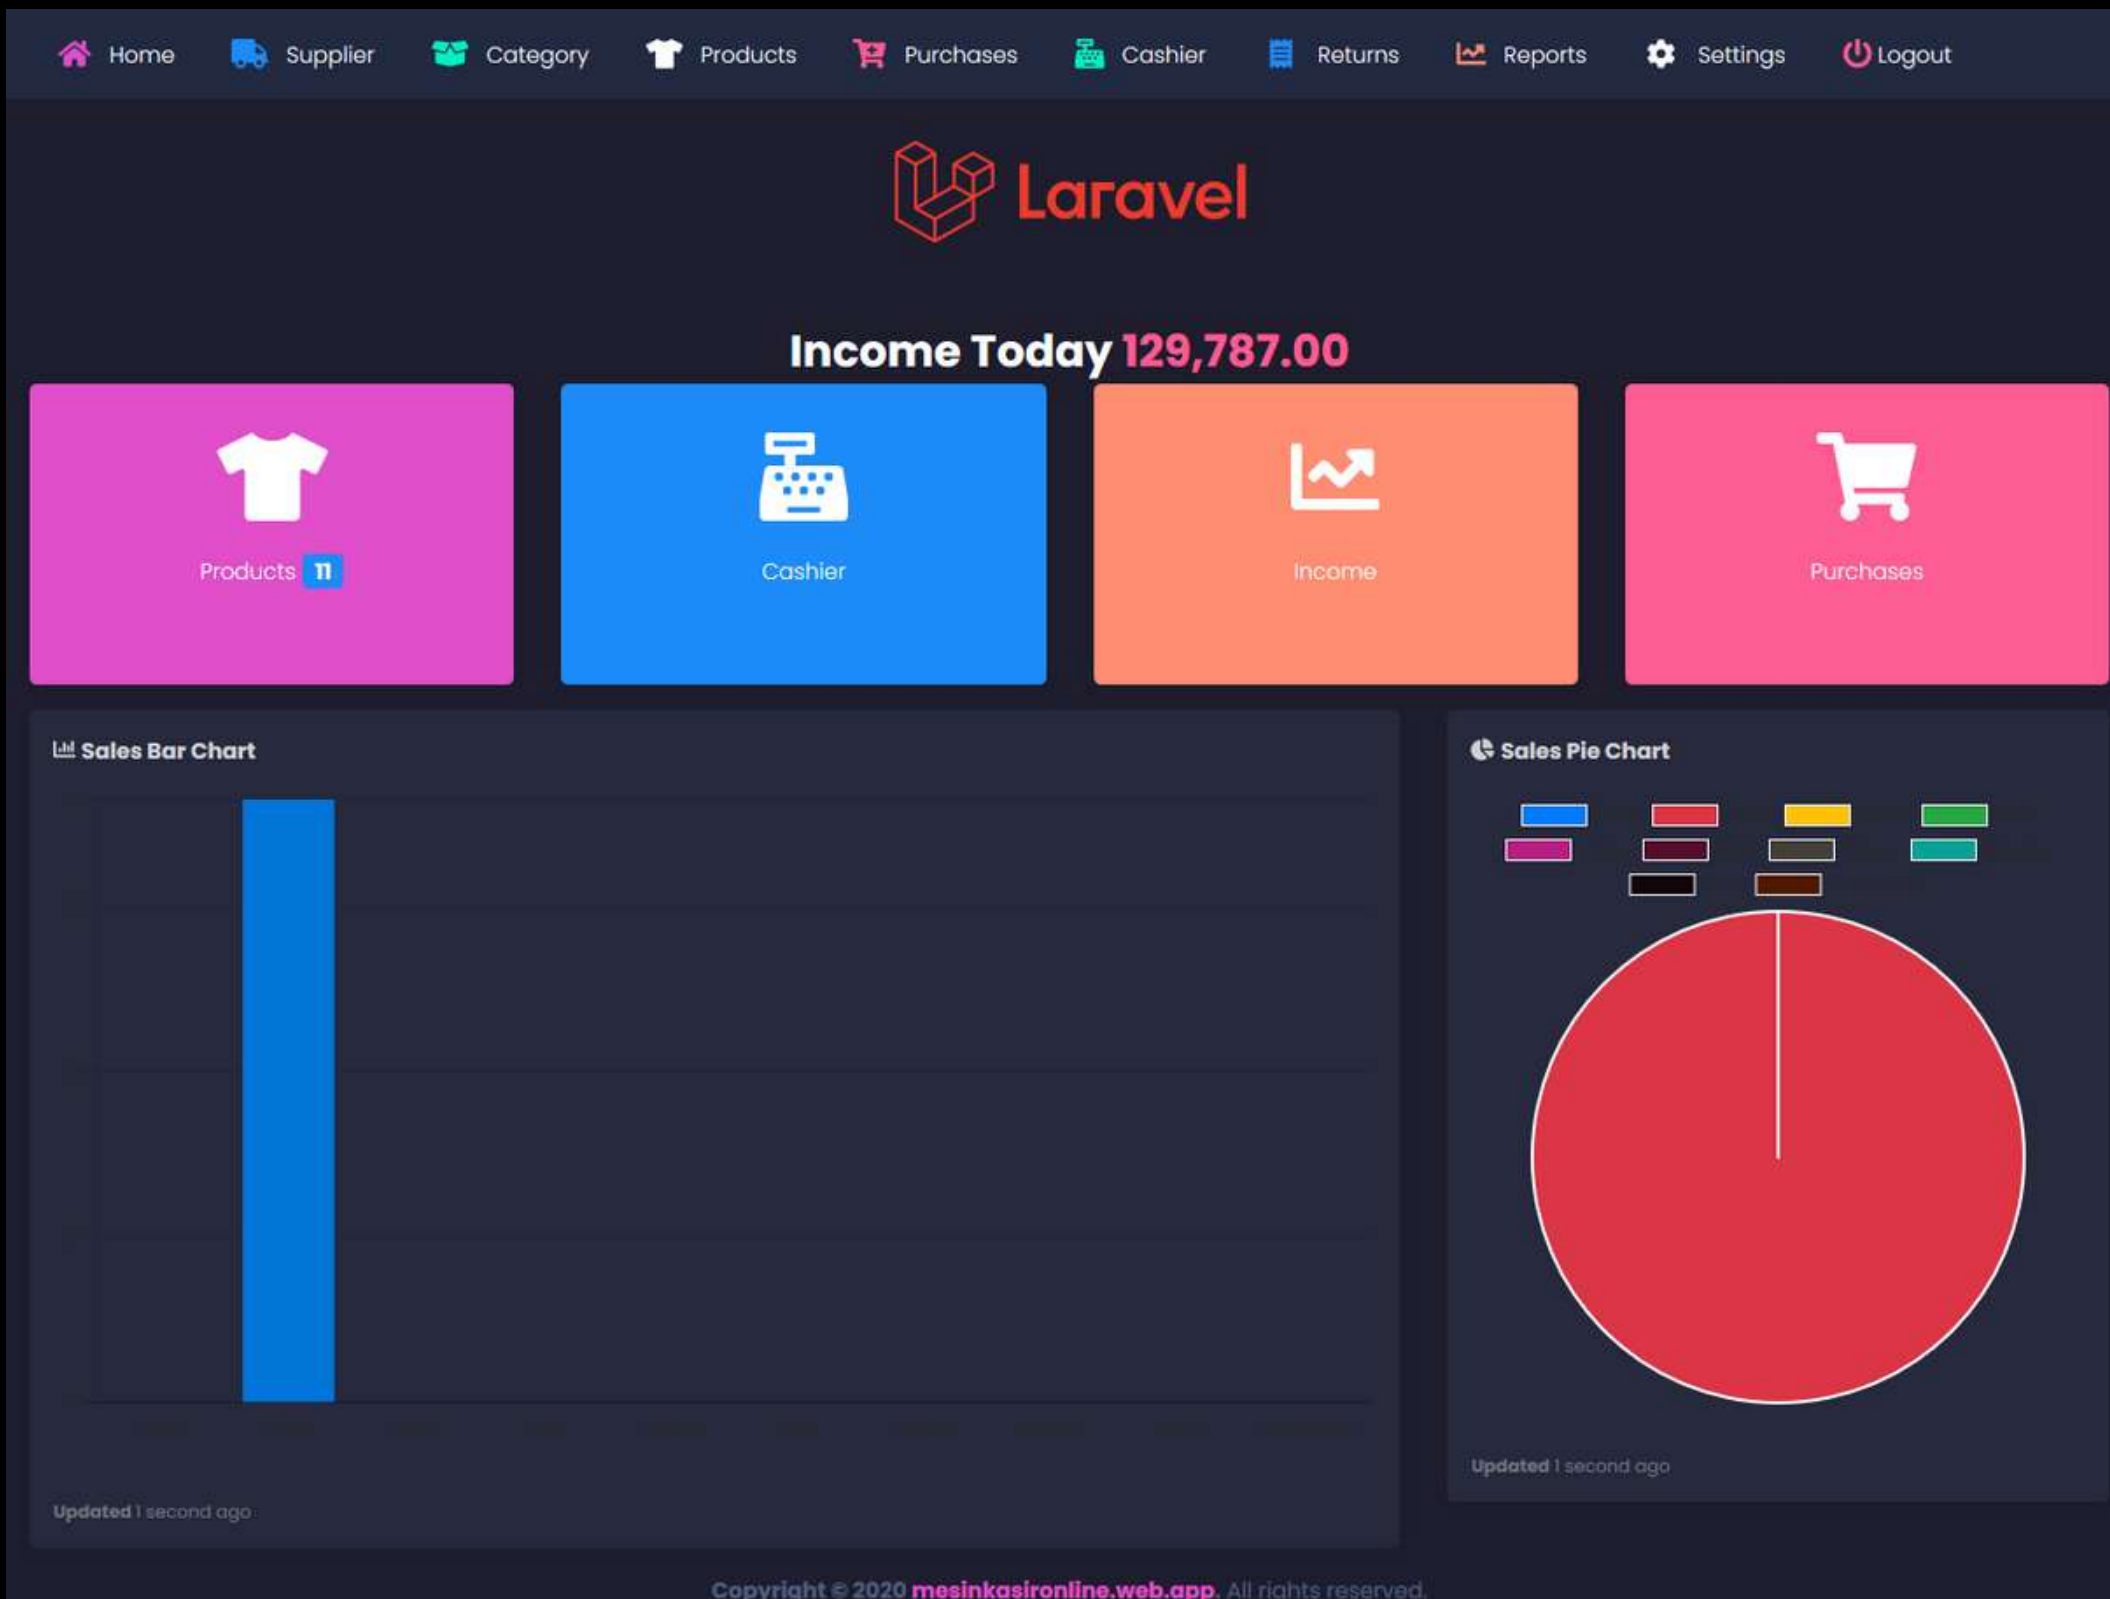 Home Supplier Category Products Purchases Cashier Returns Reports Settings Logout
Laravel
Income Today 129,787.00
Products 11
Cashier
Income
Purchases
Sales Bar Chart
Updated 1 second ago
Sales Pie Chart
Updated 1 second ago
Copyright © 2020 mesinkasironline.web.app. All rights reserved.